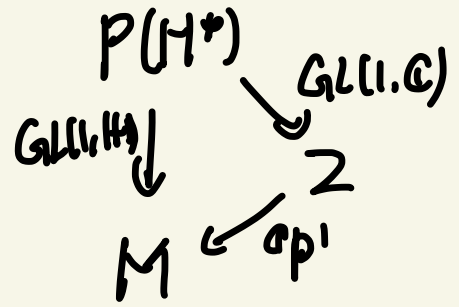 P(H*)
GL(1,C)
GL(1,H)
Z
M
CP¹